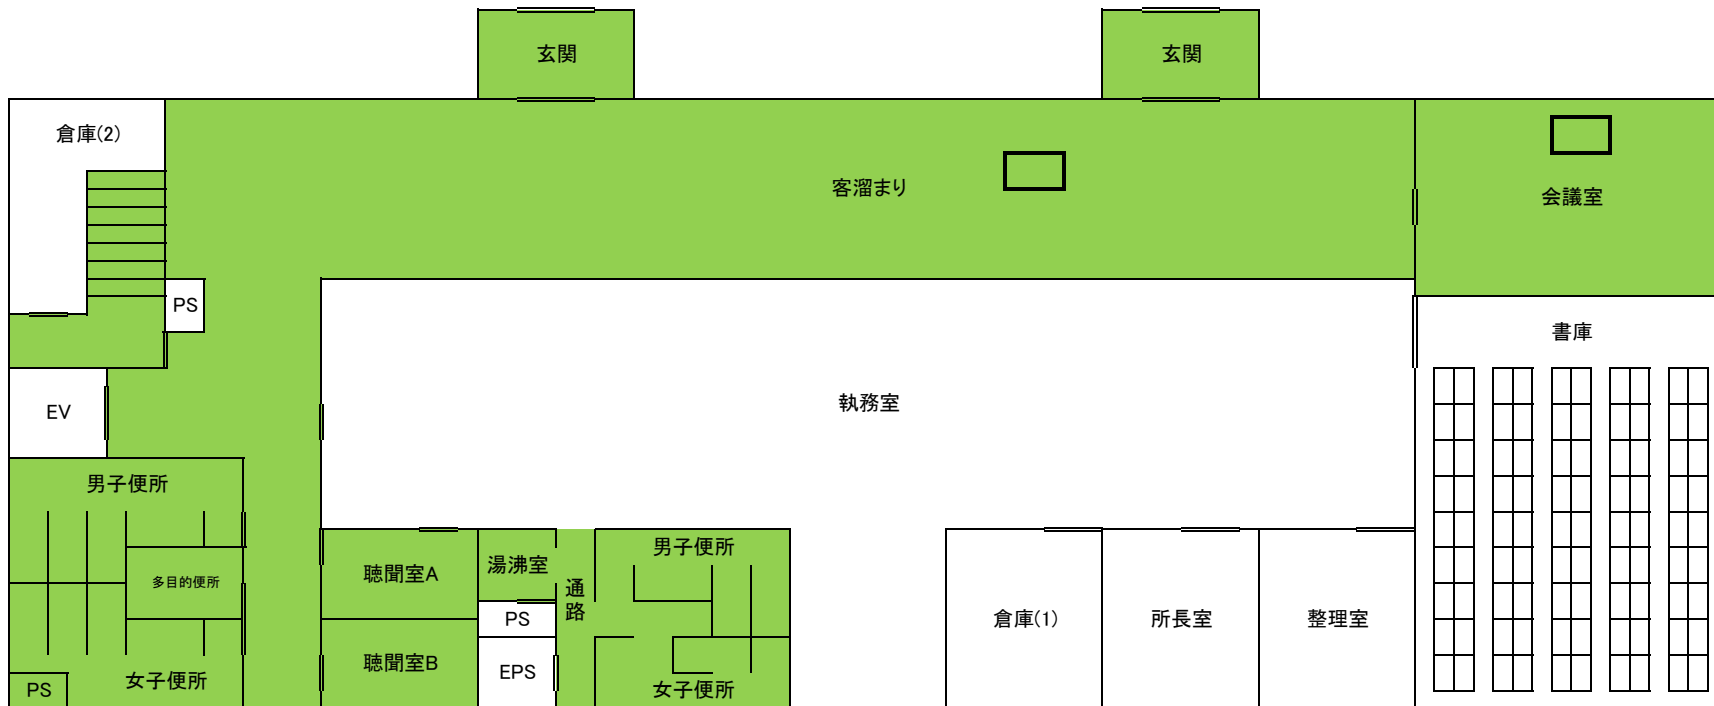 玄関
玄関
倉庫(2)
客溜まり
会議室
PS
書庫
EV
執務室
男子便所
多目的便所
女子便所
PS
聴聞室A
聴聞室B
湯沸室
PS
EPS
通
路
男子便所
女子便所
倉庫(1)
所長室
整理室